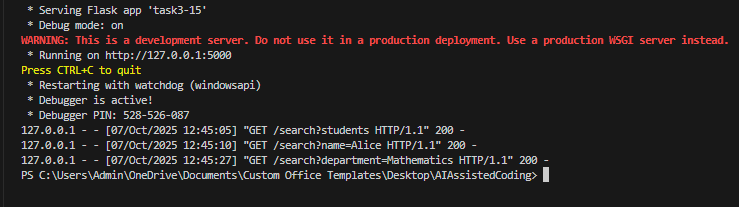 * Serving Flask app 'task3-15'
* Debug mode: on
WARNING: This is a development server. Do not use it in a production deployment. Use a production WSGI server instead.
* Running on http://127.0.0.1:5000
Press CTRL+C to quit
* Restarting with watchdog (windowsapi)
* Debugger is active!
* Debugger PIN: 528-526-087
127.0.0.1 - - [07/Oct/2025 12:45:05] "GET /search?students HTTP/1.1" 200 -
127.0.0.1 - - [07/Oct/2025 12:45:10] "GET /search?name=Alice HTTP/1.1" 200 -
127.0.0.1 - - [07/Oct/2025 12:45:27] "GET /search?department=Mathematics HTTP/1.1" 200 -
PS C:\Users\Admin\OneDrive\Documents\Custom Office Templates\Desktop\AIAssistedCoding>